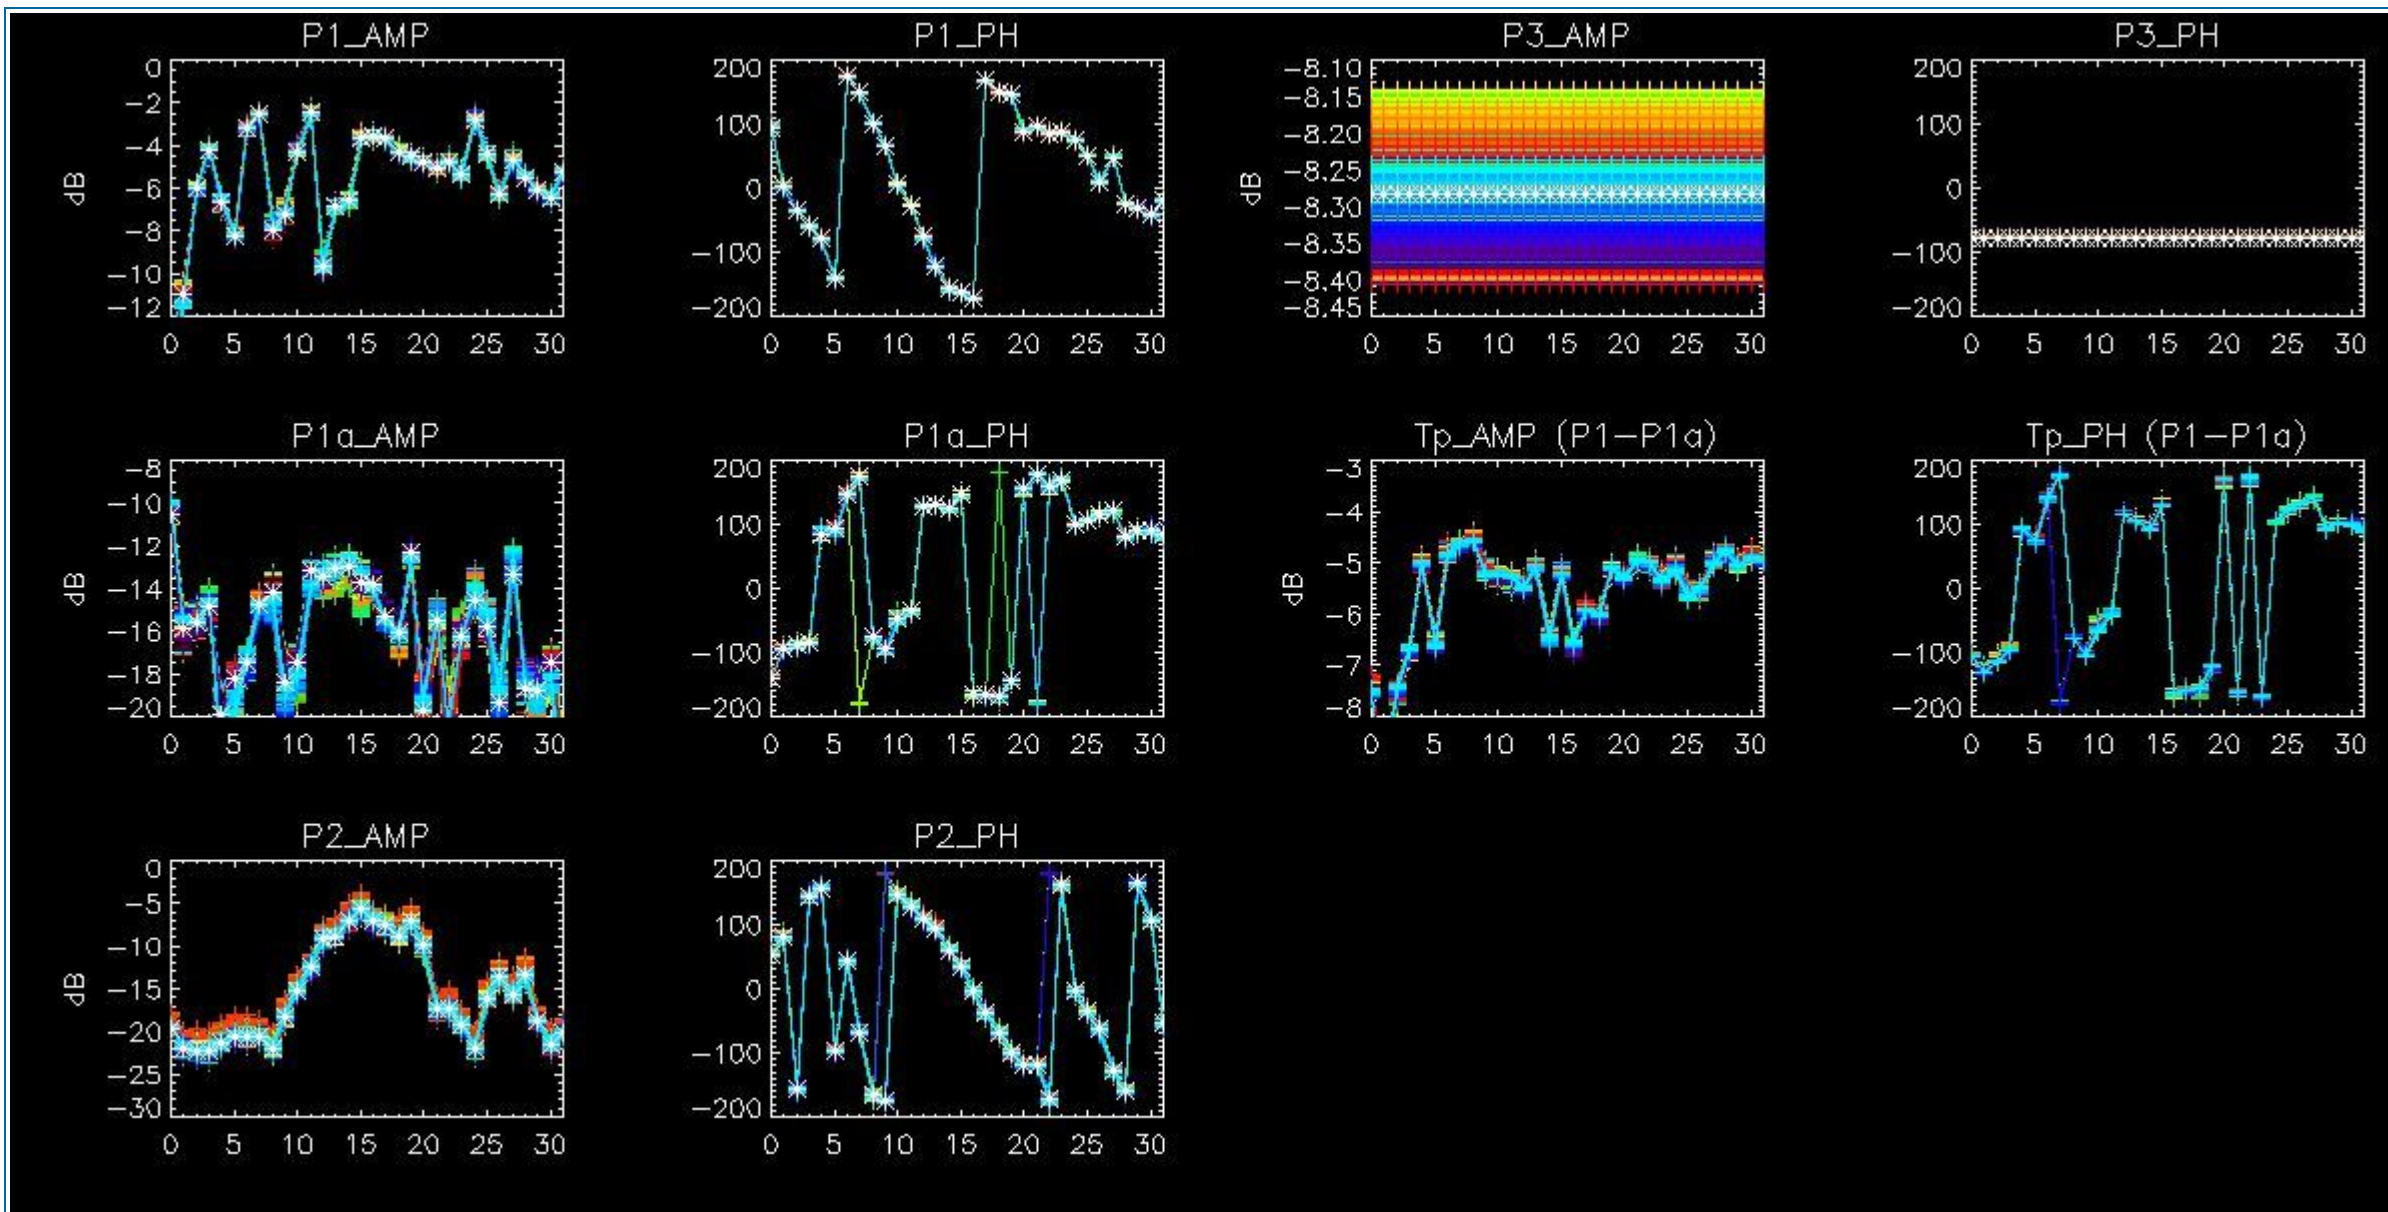 P1_AMP P1_PH P3_AMP P3_PH
0 200 -8.10 200
-2 100 -8.15 100
-4 0 -8.20 0
-6 -100 -8.25 -100
-8 -200 -8.30 -200
-10 -8.35
-12 -8.40
-8.45
dB dB
0 5 10 15 20 25 30 0 5 10 15 20 25 30 0 5 10 15 20 25 30 0 5 10 15 20 25 30
P1a_AMP P1a_PH Tp_AMP (P1-P1a) Tp_PH (P1-P1a)
-8 200 -3 200
-10 100 -4 100
-12 0 -5 0
-14 -100 -6 -100
-16 -200 -7 -200
-18 -8
-20
dB dB
0 5 10 15 20 25 30 0 5 10 15 20 25 30 0 5 10 15 20 25 30 0 5 10 15 20 25 30
P2_AMP P2_PH
0 200
-5 100
-10 0
-15 -100
-20 -200
-25
-30
dB
0 5 10 15 20 25 30 0 5 10 15 20 25 30